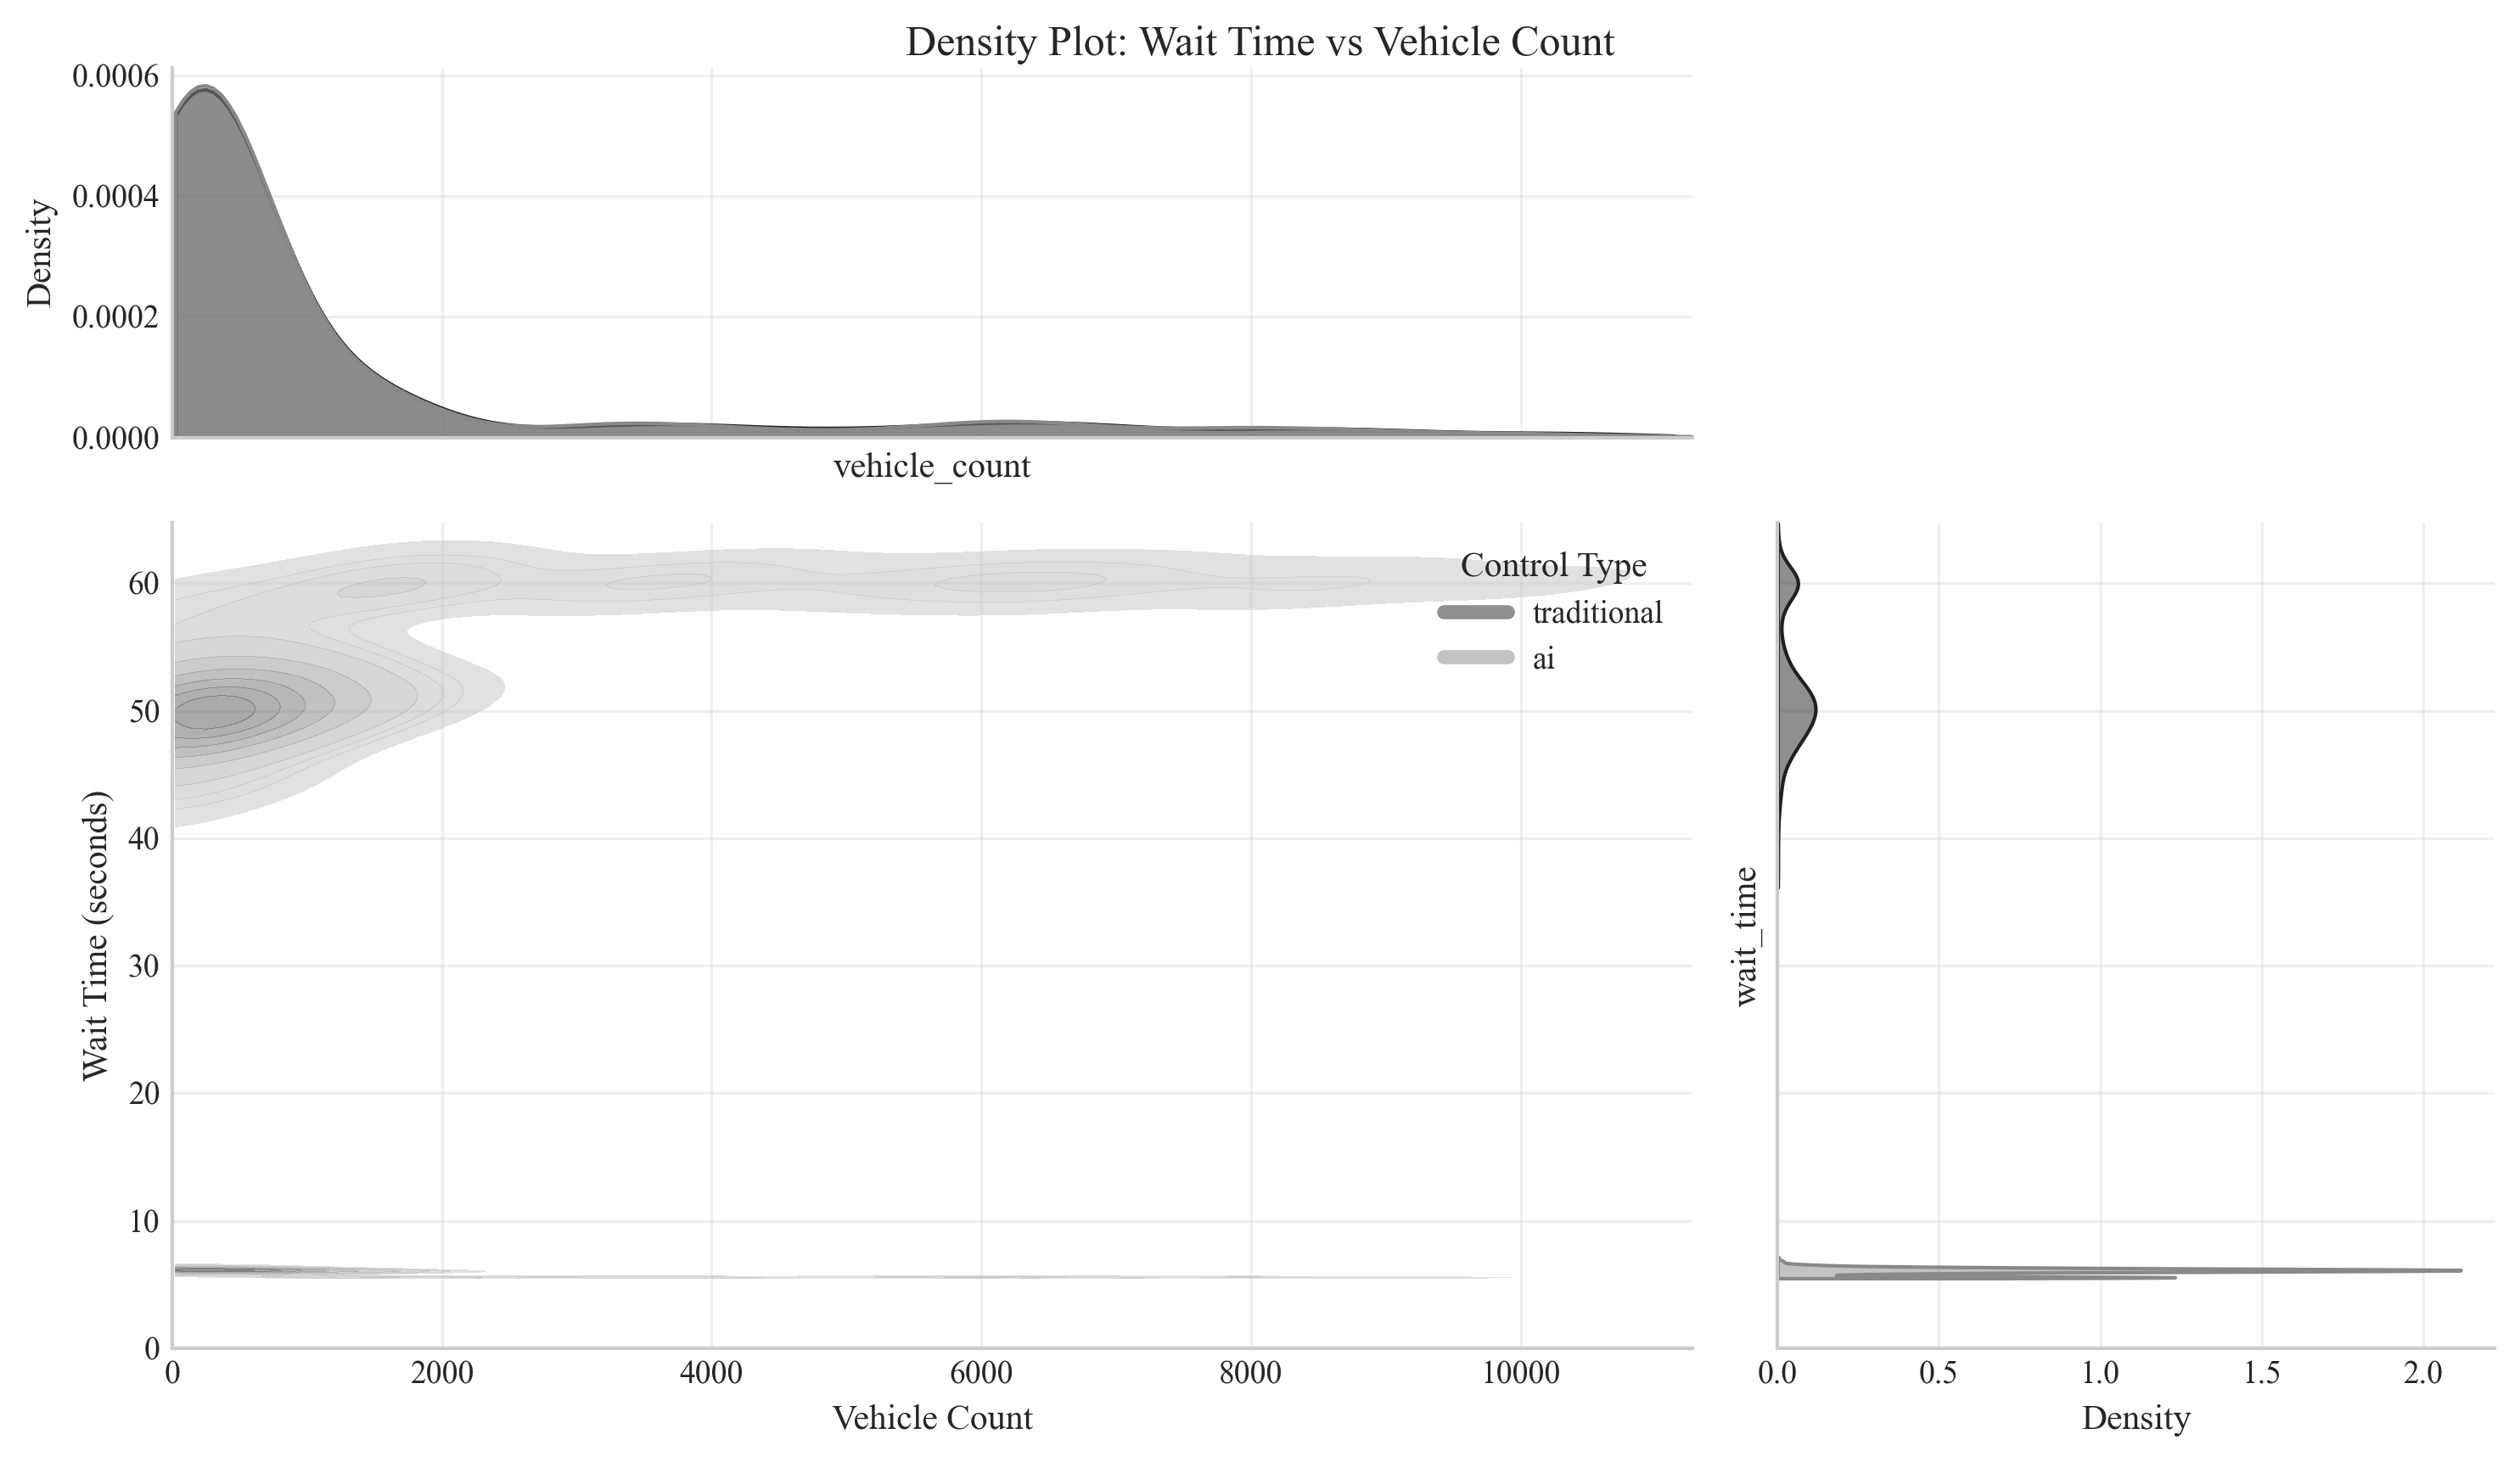 Density Plot: Wait Time vs Vehicle Count
0.0006
0.0004
0.0002
0.0000
Density
vehicle_count
Wait Time (seconds)
60
50
40
30
20
10
0
0 2000 4000 6000 8000 10000
Vehicle Count
Control Type
traditional
ai
wait_time
0.0 0.5 1.0 1.5 2.0
Density